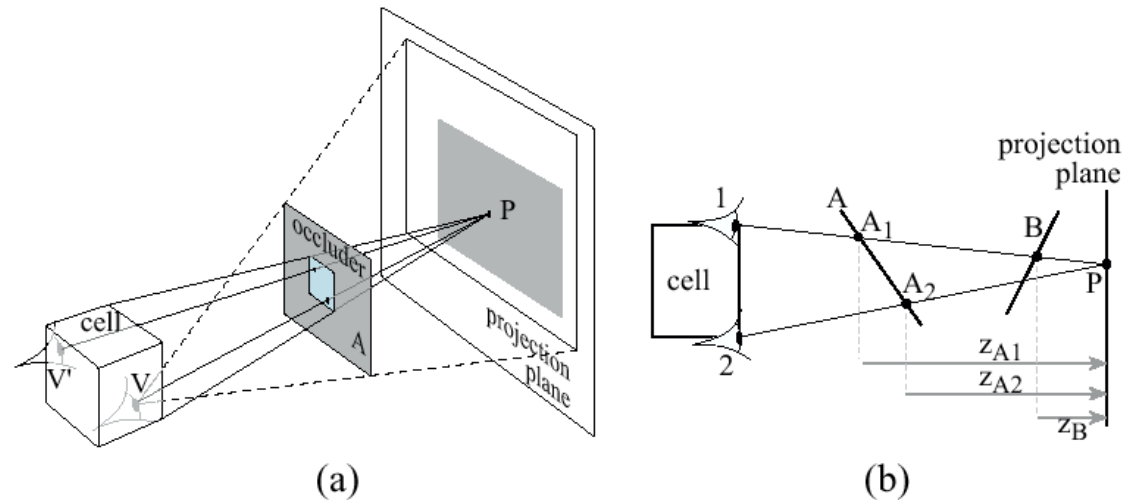 P
occluder
cell
A
projection
plane
V'
V
(a)
projection
plane
1
A
A1
B
cell
A2
P
2
zA1
zA2
zB
(b)